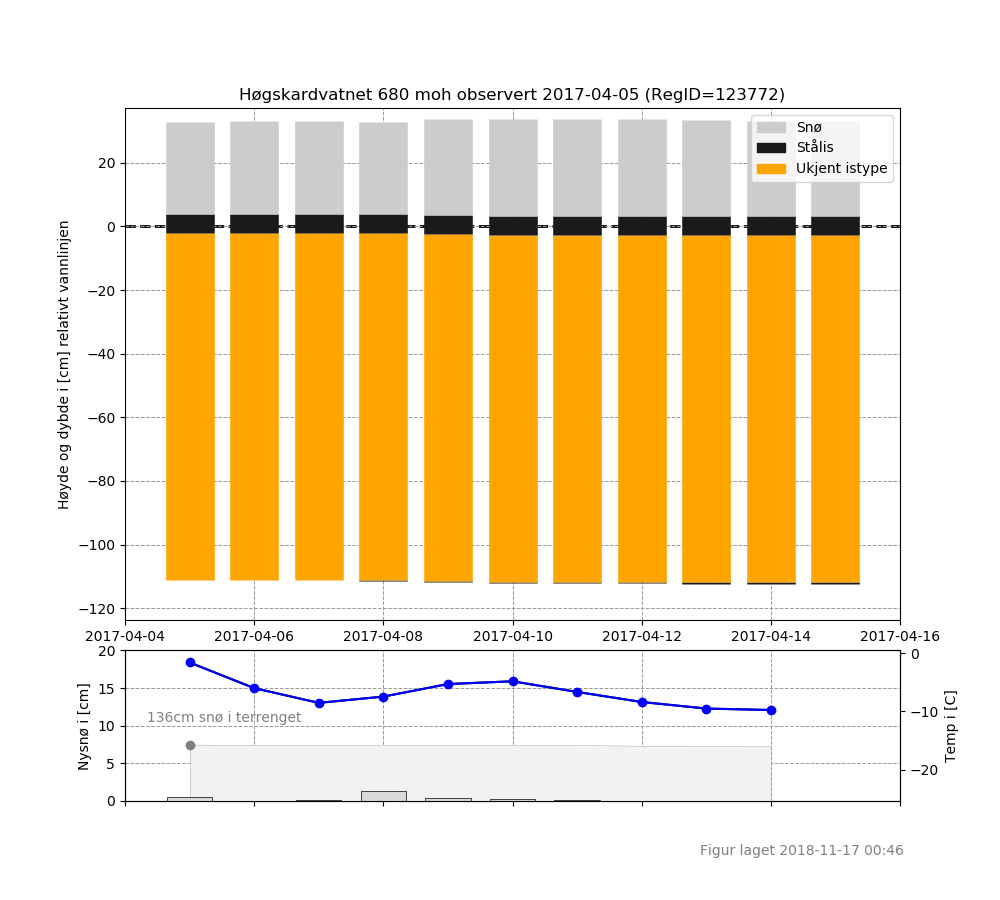 Høgskardvatnet 680 moh observert 2017-04-05 (RegID=123772)
Snø
Stålis
Ukjent istype
Høyde og dybde i [cm] relativt vannlinjen
20
0
−20
−40
−60
−80
−100
−120
2017-04-04 2017-04-06 2017-04-08 2017-04-10 2017-04-12 2017-04-14 2017-04-16
Nysnø i [cm]
20
15
10
5
0
136cm snø i terrenget
0
−10
−20
Temp i [C]
Figur laget 2018-11-17 00:46